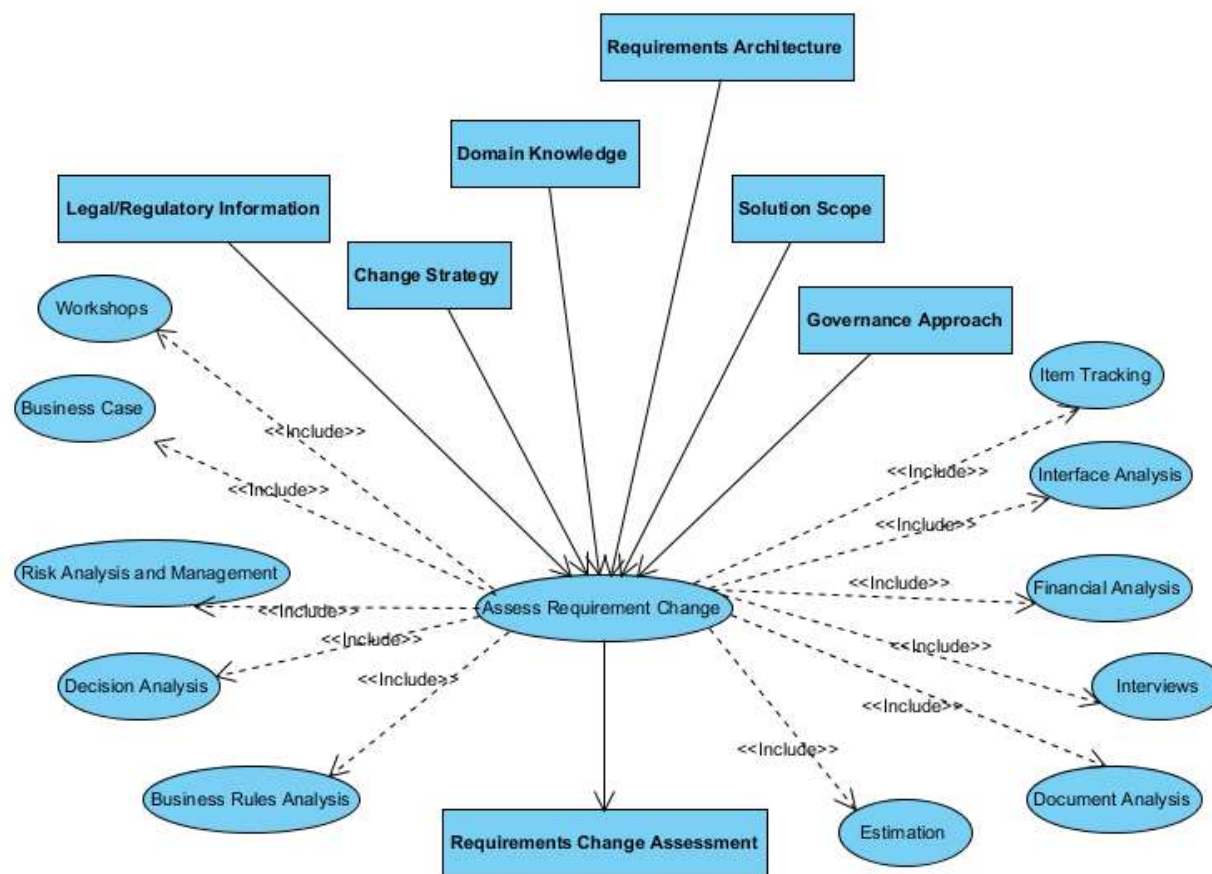 Requirements Architecture
Domain Knowledge
Legal/Regulatory Information
Solution Scope
Change Strategy
Workshops
Governance Approach
Item Tracking
Business Case
<<Include>>
<<Include>>
Interface Analysis
<<Include>>
<<Include>>
Risk Analysis and Management
<<Include>>
Financial Analysis
<<Include>>
Assess Requirement Change
<<Include>>
<<Include>>
Decision Analysis
<<Include>>
Interviews
<<Include>>
<<Include>>
Business Rules Analysis
Document Analysis
Estimation
Requirements Change Assessment